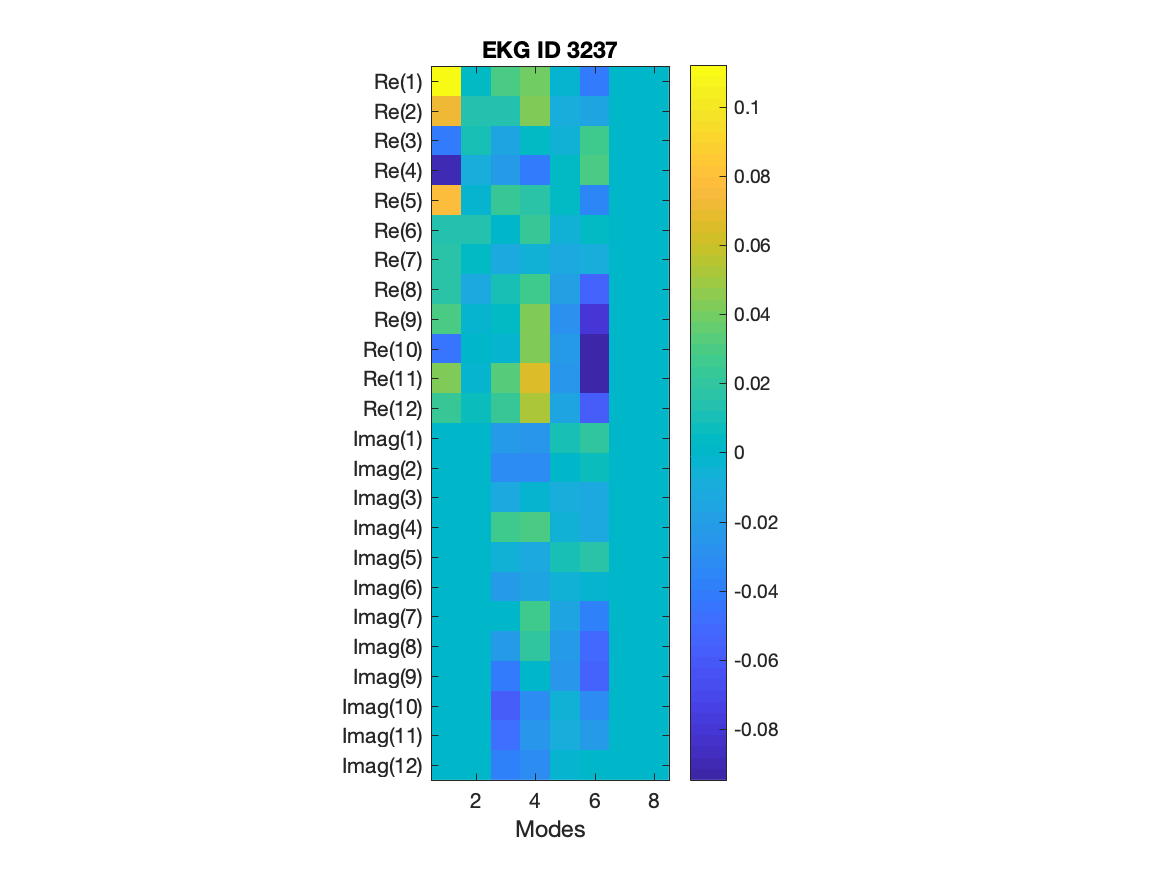 EKG ID 3237
Re(1)
Re(2)
Re(3)
Re(4)
Re(5)
Re(6)
Re(7)
Re(8)
Re(9)
Re(10)
Re(11)
Re(12)
Imag(1)
Imag(2)
Imag(3)
Imag(4)
Imag(5)
Imag(6)
Imag(7)
Imag(8)
Imag(9)
Imag(10)
Imag(11)
Imag(12)
2 4 6 8
Modes
0.1
0.08
0.06
0.04
0.02
0
-0.02
-0.04
-0.06
-0.08